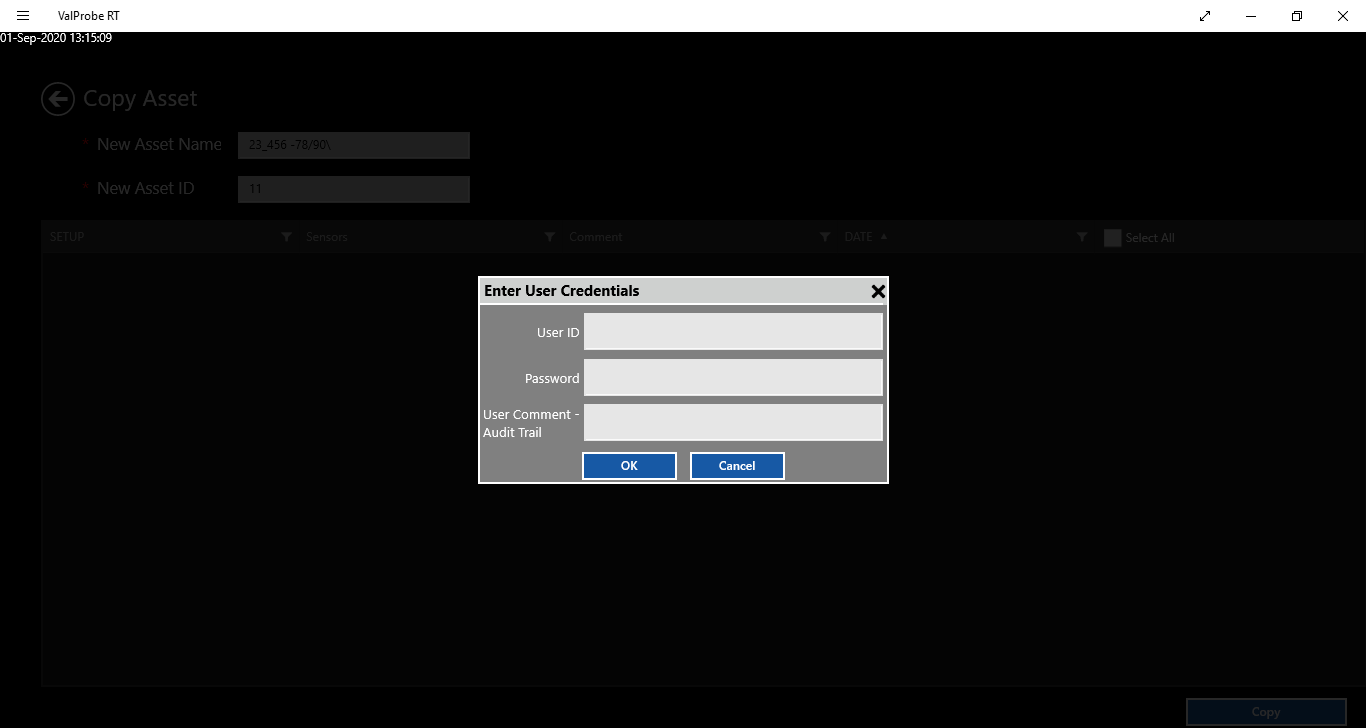 ValProbe RT
01-Sep-2020 13:15:09
Copy Asset
* New Asset Name 23_456 -78/90\
* New Asset ID 11
SETUP Sensors Comment DATE Select All
Enter User Credentials
User ID
Password
User Comment -
Audit Trail
OK Cancel
Copy